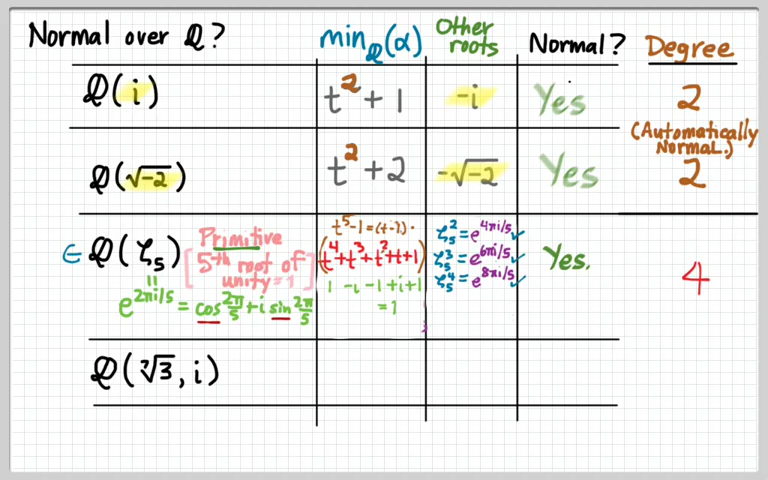 Normal over ℚ? min_ℚ(α) Other roots Normal? Degree
ℚ(i) t² + 1 -i Yes 2
(Automatically Normal.)
ℚ(√-2) t² + 2 -√-2 Yes 2
∈ ℚ(ζ₅) [Primitive 5th root of unity = 1]
t⁵-1=(t-1)·
(t⁴+t³+t²+t+1)
1 -i -1 +i +1
= 1
ζ₅² = e^{4πi/5} ✓
ζ₅³ = e^{6πi/5} ✓
ζ₅⁴ = e^{8πi/5} ✓
Yes.
4
=
e^{2πi/5} = cos 2π/5 + i sin 2π/5
ℚ(⁷√3, i)